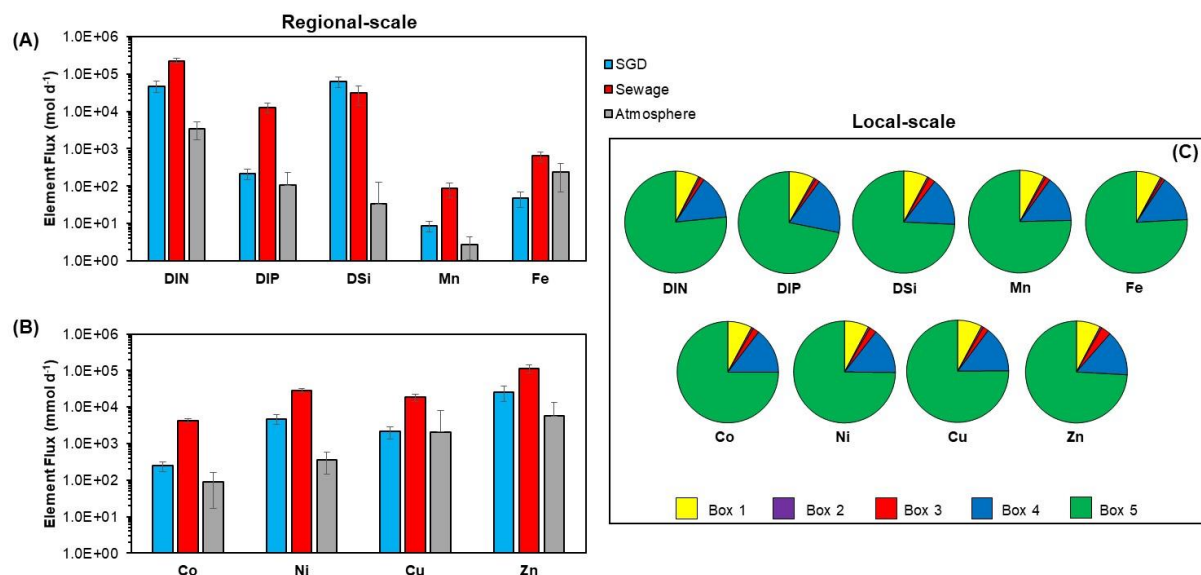 Regional-scale
(A)
Element Flux (mol d-1)
1.0E+06
1.0E+05
1.0E+04
1.0E+03
1.0E+02
1.0E+01
1.0E+00
DIN DIP DSi Mn Fe
SGD
Sewage
Atmosphere
(B)
Element Flux (mmol d-1)
1.0E+06
1.0E+05
1.0E+04
1.0E+03
1.0E+02
1.0E+01
1.0E+00
Co Ni Cu Zn
Local-scale
(C)
DIN DIP DSi Mn Fe
Co Ni Cu Zn
Box 1 Box 2 Box 3 Box 4 Box 5